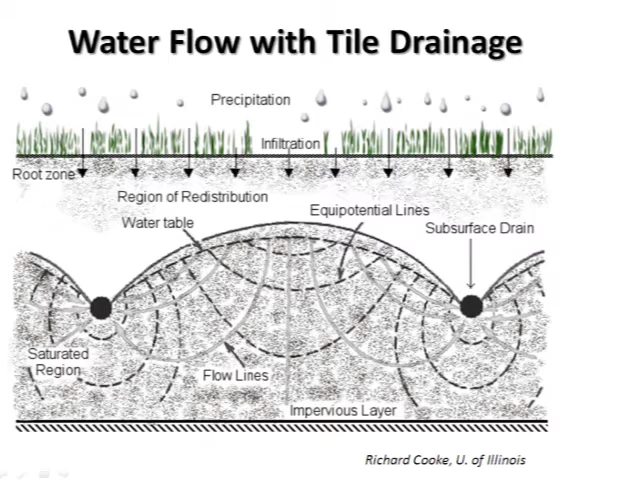 Water Flow with Tile Drainage
Precipitation
Infiltration
Root zone
Region of Redistribution
Water table
Equipotential Lines
Subsurface Drain
Saturated
Region
Flow Lines
Impervious Layer
Richard Cooke, U. of Illinois